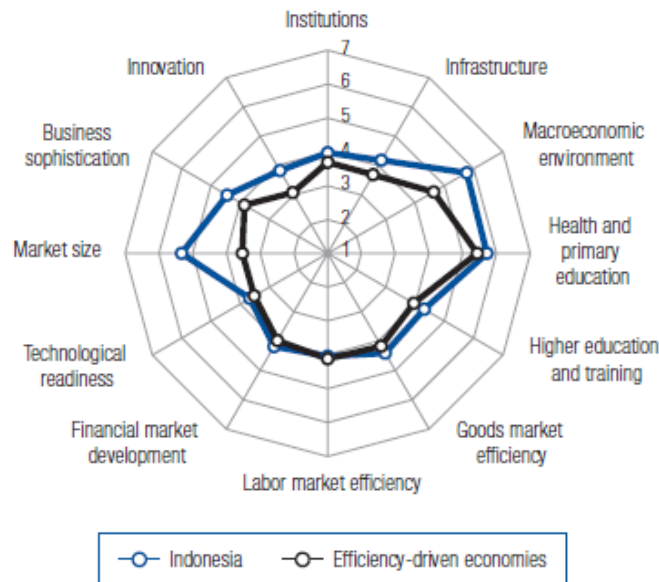 Institutions
7
6
5
4
3
2
1
Infrastructure
Macroeconomic
environment
Health and
primary
education
Higher education
and training
Goods market
efficiency
Labor market efficiency
Financial market
development
Technological
readiness
Market size
Business
sophistication
Innovation
Indonesia
Efficiency-driven economies